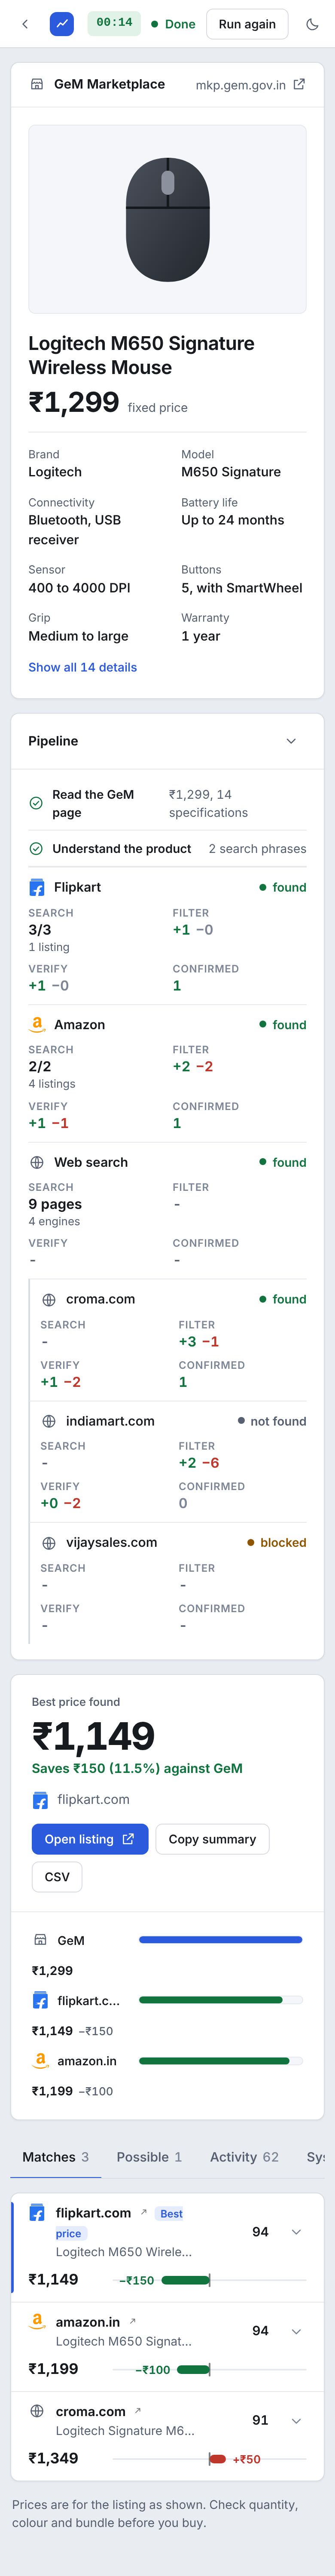 00:14 Done Run again
GeM Marketplace mkp.gem.gov.in
Logitech M650 Signature
Wireless Mouse
₹1,299 fixed price
Brand Model
Logitech M650 Signature
Connectivity Battery life
Bluetooth, USB Up to 24 months
receiver
Sensor Buttons
400 to 4000 DPI 5, with SmartWheel
Grip Warranty
Medium to large 1 year
Show all 14 details
Pipeline
Read the GeM ₹1,299, 14
page specifications
Understand the product 2 search phrases
Flipkart found
SEARCH FILTER
3/3 +1 −0
1 listing
VERIFY CONFIRMED
+1 −0 1
Amazon found
SEARCH FILTER
2/2 +2 −2
4 listings
VERIFY CONFIRMED
+1 −1 1
Web search found
SEARCH FILTER
9 pages -
4 engines
VERIFY CONFIRMED
- -
croma.com found
SEARCH FILTER
- +3 −1
VERIFY CONFIRMED
+1 −2 1
indiamart.com not found
SEARCH FILTER
- +2 −6
VERIFY CONFIRMED
+0 −2 0
vijaysales.com blocked
SEARCH FILTER
- -
VERIFY CONFIRMED
- -
Best price found
₹1,149
Saves ₹150 (11.5%) against GeM
flipkart.com
Open listing Copy summary
CSV
GeM
₹1,299
flipkart.c...
₹1,149 −₹150
amazon.in
₹1,199 −₹100
Matches 3 Possible 1 Activity 62 Sys
flipkart.com ↗ Best
price 94
Logitech M650 Wirele...
₹1,149 −₹150
amazon.in ↗ 94
Logitech M650 Signat...
₹1,199 −₹100
croma.com ↗ 91
Logitech Signature M6...
₹1,349 +₹50
Prices are for the listing as shown. Check quantity,
colour and bundle before you buy.